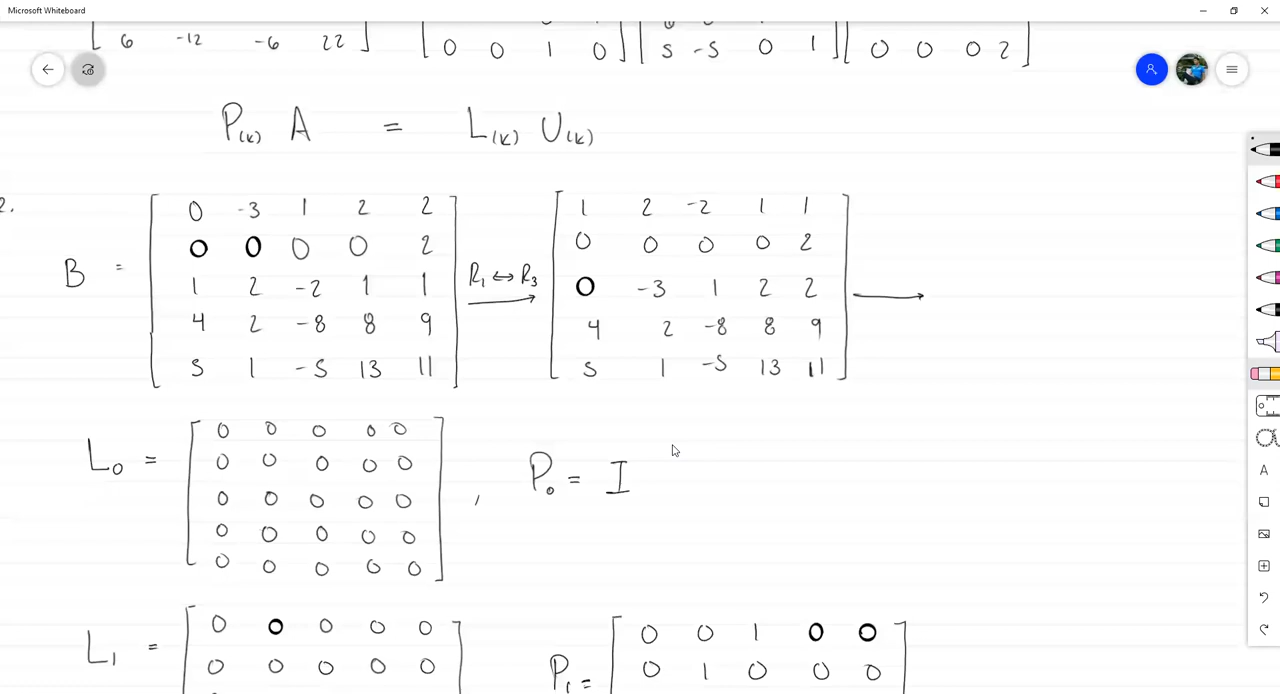 Microsoft Whiteboard
[ 6 -12 -6 22 ] [ 0 0 1 0 ] [ 5 -5 0 1 ] [ 0 0 0 2 ]
P(k) A = L(k) U(k)
2.
B = [ 0 -3 1 2 2 R1 ↔ R3 [ 1 2 -2 1 1 →
0 0 0 0 2 0 0 0 0 2
1 2 -2 1 1 0 -3 1 2 2
4 2 -8 8 9 4 2 -8 8 9
5 1 -5 13 11 ] 5 1 -5 13 11 ]
L0 = [ 0 0 0 0 0
0 0 0 0 0
0 0 0 0 0
0 0 0 0 0
0 0 0 0 0 ] , P0 = I
L1 = [ 0 0 0 0 0 P1 = [ 0 0 1 0 0
0 0 0 0 0 0 1 0 0 0
A